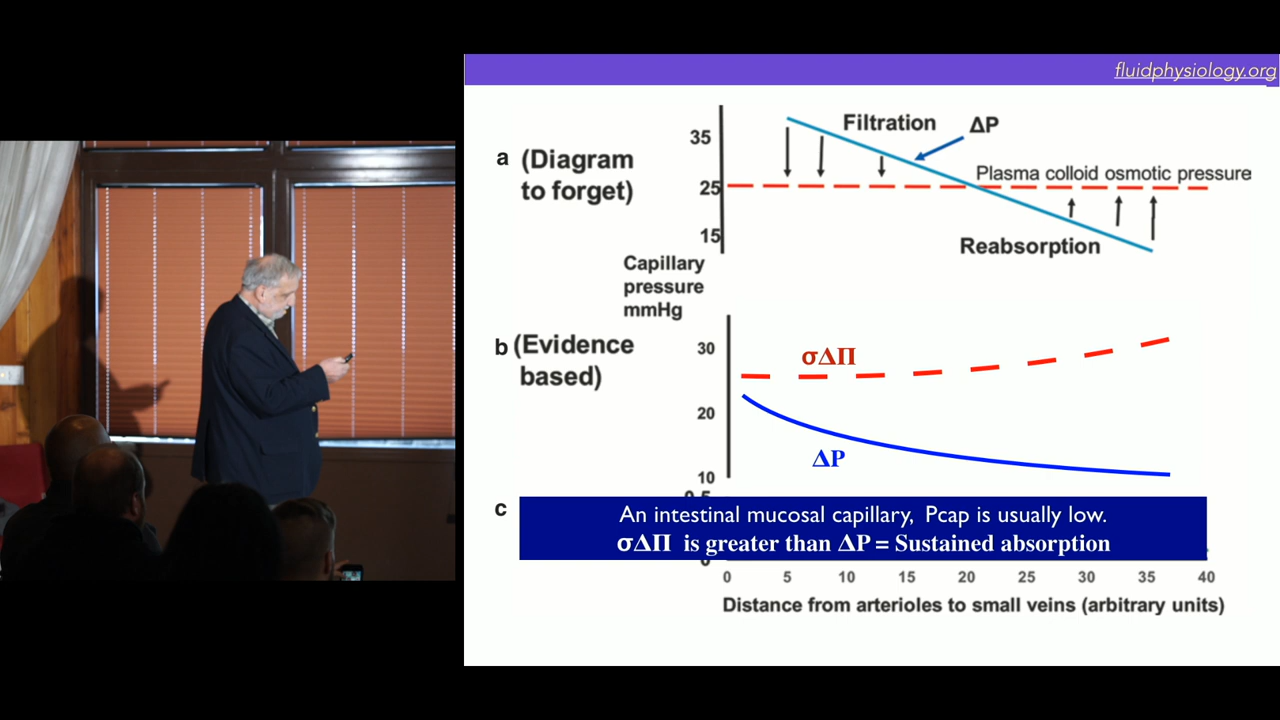 fluidphysiology.org
a (Diagram
to forget)
35
25
15
Filtration
ΔP
Plasma colloid osmotic pressure
Reabsorption
Capillary
pressure
mmHg
b (Evidence
based)
30
20
10
σΔΠ
ΔP
c
An intestinal mucosal capillary, Pcap is usually low.
σΔΠ is greater than ΔP = Sustained absorption
0 5 10 15 20 25 30 35 40
Distance from arterioles to small veins (arbitrary units)